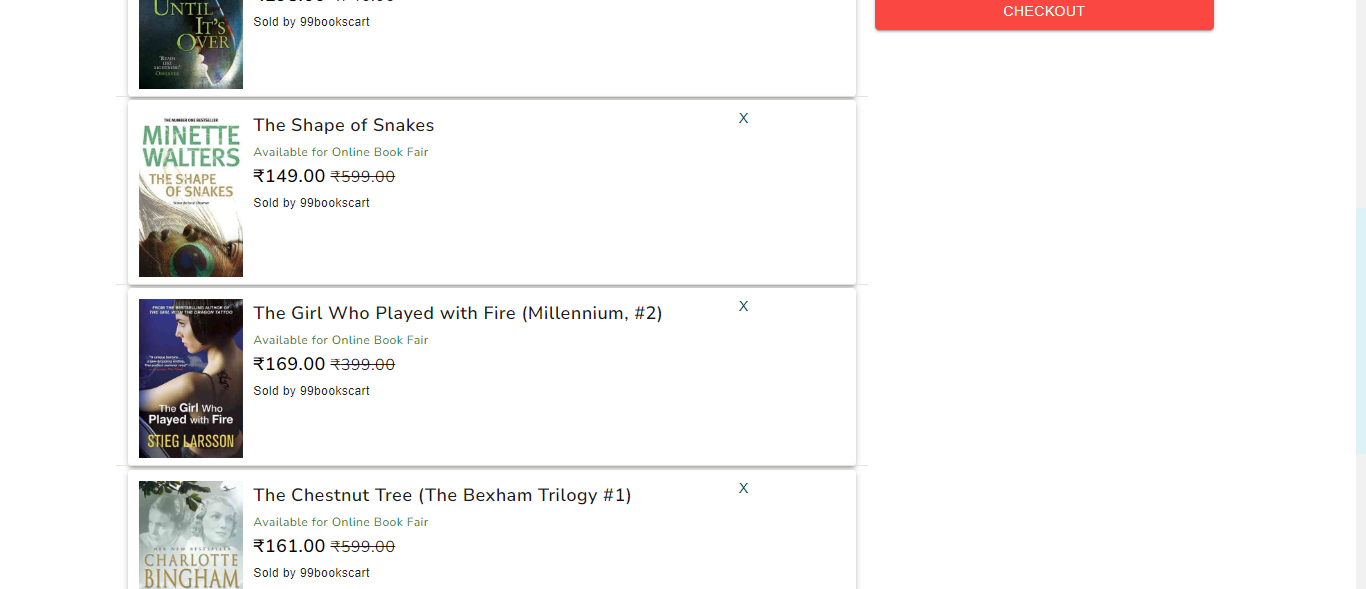 CHECKOUT
UNTIL
IT'S
OVER
Sold by 99bookscart
THE NUMBER ONE BESTSELLER
MINETTE
WALTERS
THE SHAPE
OF SNAKES
The Shape of Snakes
X
Available for Online Book Fair
₹149.00 ₹599.00
Sold by 99bookscart
FROM THE BESTSELLING AUTHOR OF
THE GIRL WITH THE DRAGON TATTOO
The Girl Who
Played with Fire
STIEG LARSSON
The Girl Who Played with Fire (Millennium, #2)
X
Available for Online Book Fair
₹169.00 ₹399.00
Sold by 99bookscart
HER NEW BESTSELLER
CHARLOTTE
BINGHAM
The Chestnut Tree (The Bexham Trilogy #1)
X
Available for Online Book Fair
₹161.00 ₹599.00
Sold by 99bookscart